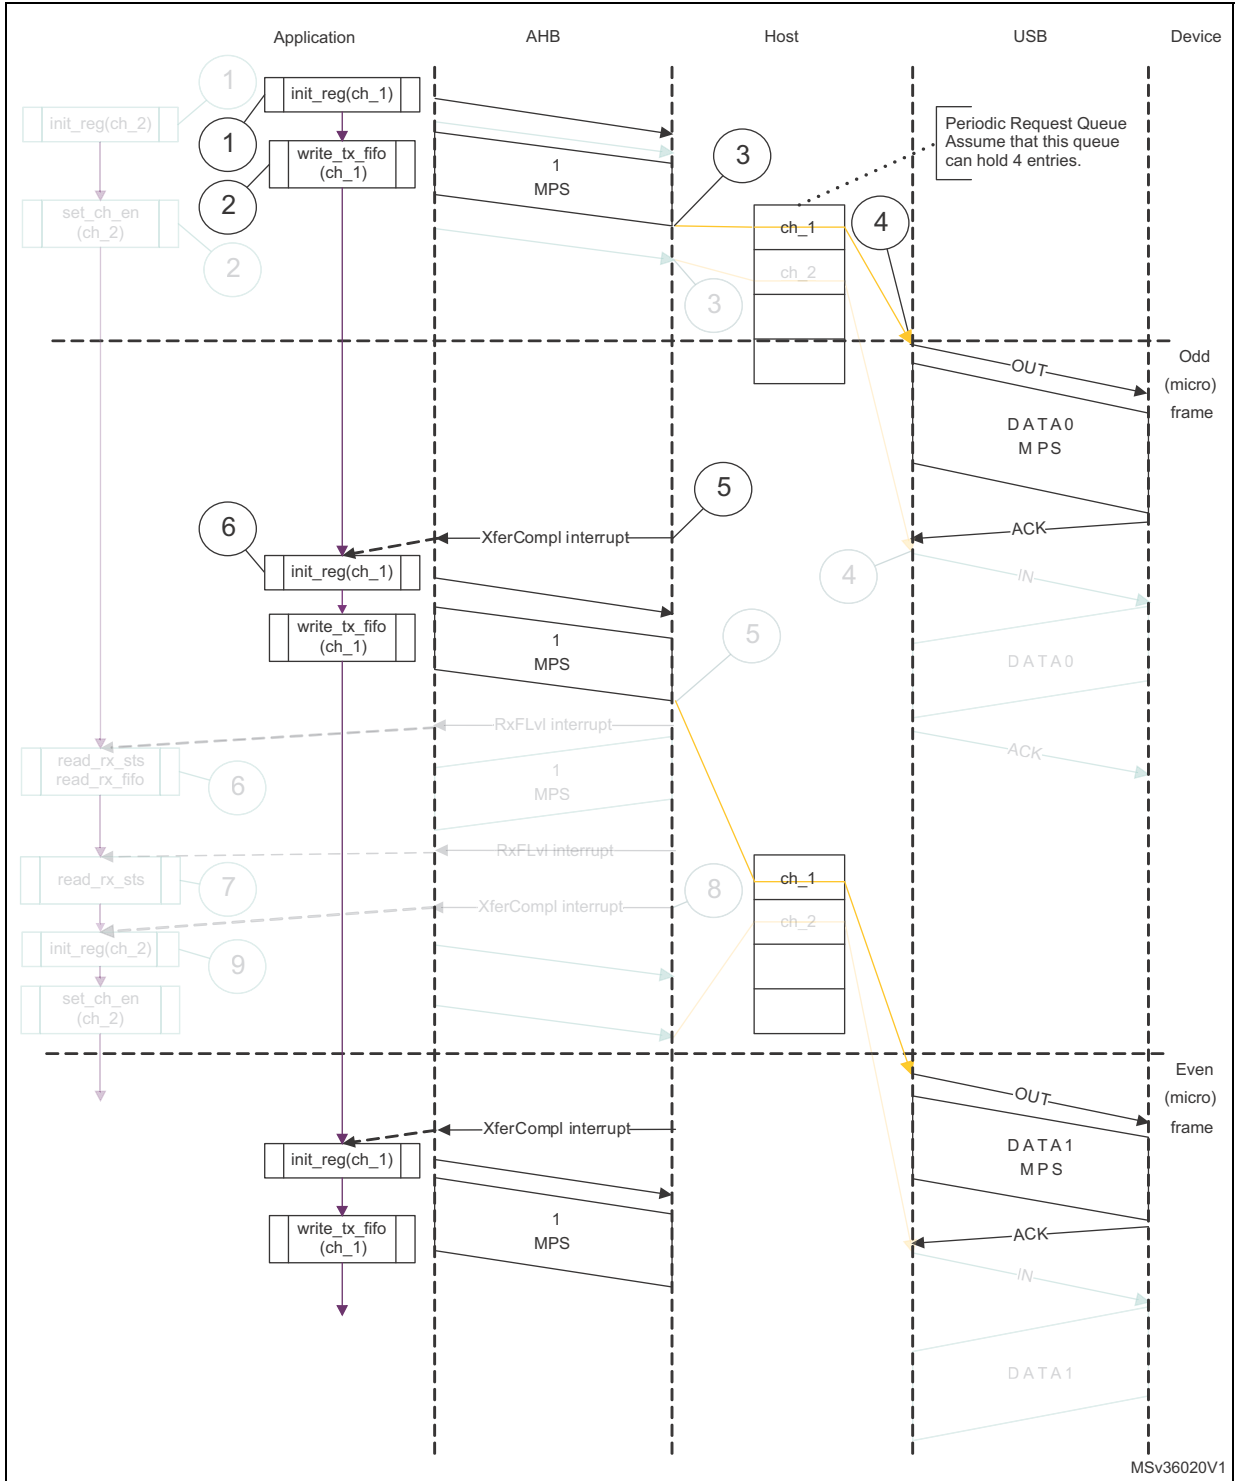 Application
AHB
Host
USB
Device
1
init_reg(ch_1)
init_reg(ch_2)
1
Periodic Request Queue
Assume that this queue
can hold 4 entries.
write_tx_fifo
(ch_1)
1
MPS
3
2
set_ch_en
(ch_2)
2
ch_1
4
ch_2
3
Odd
(micro)
frame
OUT
DATA0
MPS
5
6
XferCompl interrupt
ACK
init_reg(ch_1)
4
IN
write_tx_fifo
(ch_1)
1
MPS
5
DATA0
RxFLvl interrupt
ACK
read_rx_sts
read_rx_fifo
6
1
MPS
RxFLvl interrupt
read_rx_sts
7
8
ch_1
XferCompl interrupt
ch_2
init_reg(ch_2)
9
set_ch_en
(ch_2)
Even
(micro)
frame
OUT
XferCompl interrupt
init_reg(ch_1)
DATA1
MPS
write_tx_fifo
(ch_1)
1
MPS
ACK
IN
DATA1
MSv36020V1